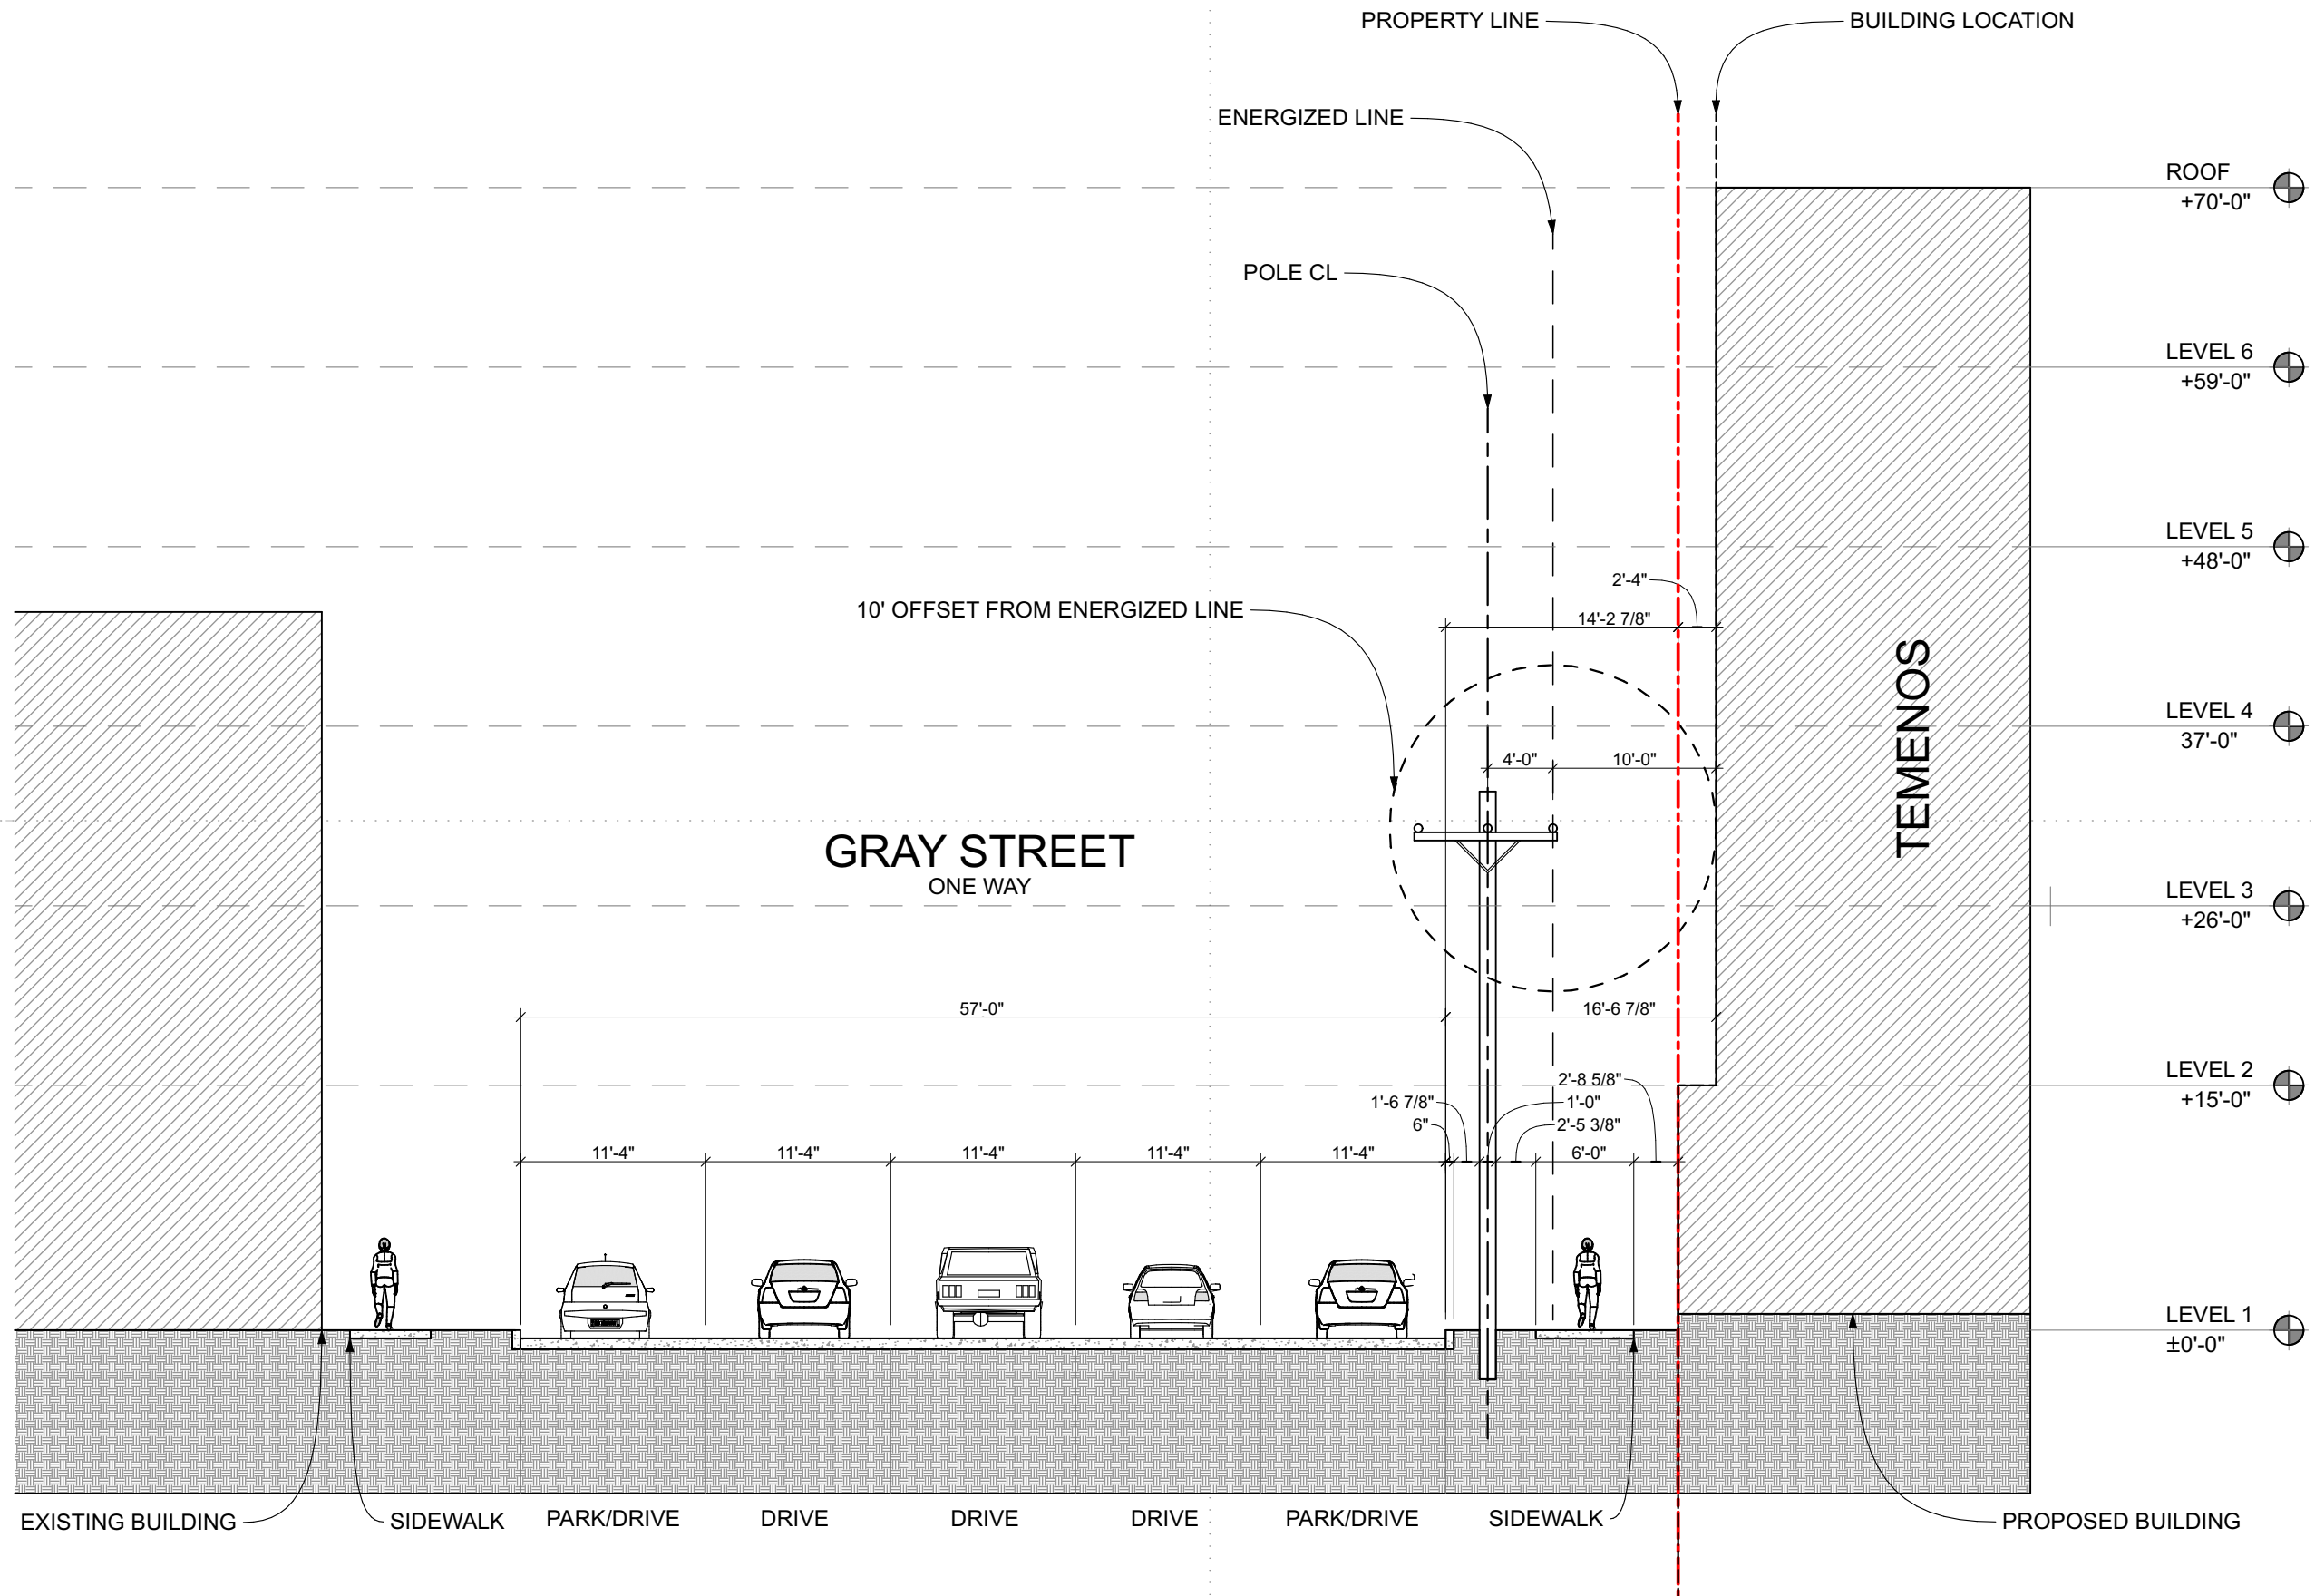 PROPERTY LINE
BUILDING LOCATION
ENERGIZED LINE
ROOF
+70'-0"
POLE CL
LEVEL 6
+59'-0"
LEVEL 5
+48'-0"
2'-4"
10' OFFSET FROM ENERGIZED LINE
14'-2 7/8"
TEMENOS
LEVEL 4
37'-0"
4'-0"
10'-0"
GRAY STREET
ONE WAY
LEVEL 3
+26'-0"
57'-0"
16'-6 7/8"
LEVEL 2
+15'-0"
2'-8 5/8"
1'-6 7/8"
1'-0"
6"
2'-5 3/8"
11'-4"
11'-4"
11'-4"
11'-4"
11'-4"
6'-0"
LEVEL 1
±0'-0"
EXISTING BUILDING
SIDEWALK
PARK/DRIVE
DRIVE
DRIVE
DRIVE
PARK/DRIVE
SIDEWALK
PROPOSED BUILDING